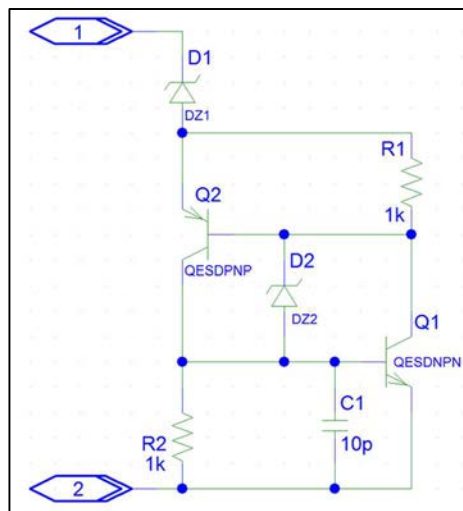 1
D1
DZ1
R1
1k
Q2
QESDPNP
D2
DZ2
Q1
QESDNPN
C1
10p
R2
1k
2